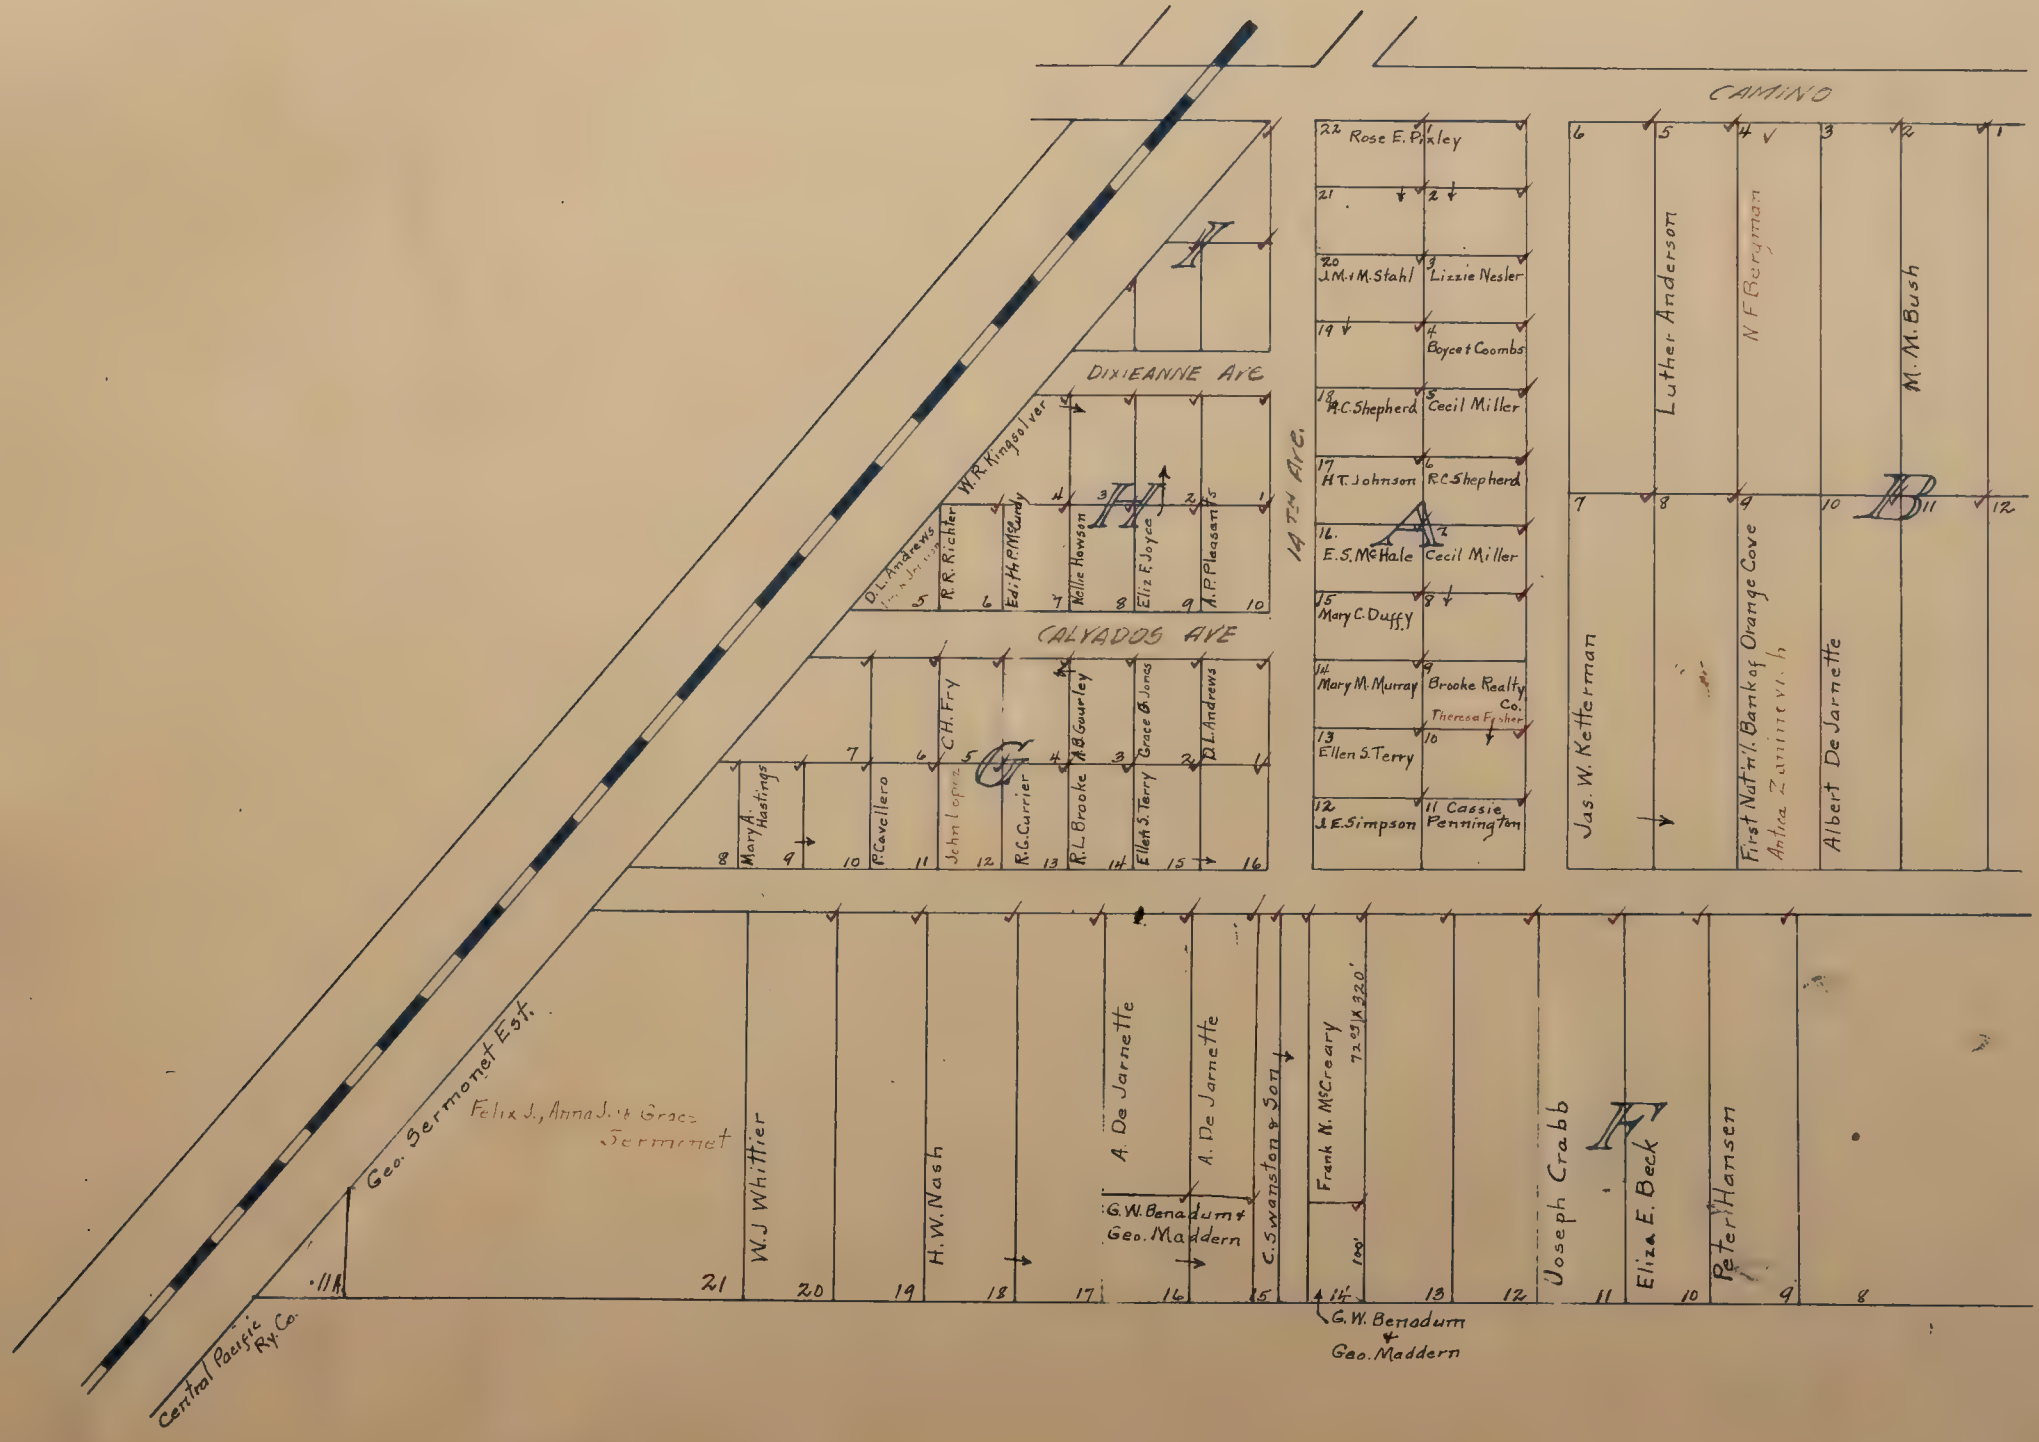 CAMINO
22 Rose E. Pixley 1
21
2
20
J.M. & M. Stahl
3
Lizzie Nesler
19
4
Boyce & Coombs
18
R.C. Shepherd
5
Cecil Miller
17
H.T. Johnson
6
R.C. Shepherd
A
16.
E.S. McHale
7
Cecil Miller
15
Mary C. Duffy
8
14
Mary M. Murray
9
Brooke Realty
Co.
Theresa Fisher
13
Ellen S. Terry
10
12
J.E. Simpson
11 Cassie
Pennington
14TH Ave.
I
DIXIEANNE Ave
W.R. Kingsolver
H
4
3
2
1
D.L. Andrews
5
R.R. Richter
6
Edith P. McCurdy
7
Nellie Howson
8
Eliz F. Joyce
9
A.P. Pleasants
10
CALVADOS AVE
G
7
6
C.H. Fry
5
4
A.B. Gourley
3
Grace B. Jones
2
D.L. Andrews
1
8
Mary A.
Hastings
9
10
P. Cavellero
11
John Lopez
12
R.G. Currier
13
R.L. Brooke
14
Ellen S. Terry
15
16
B
6
5
Luther Anderson
4
N F Bergman
3
2
M. M. Bush
1
7
Jas. W. Ketterman
8
9
First Nat'n'l. Bank of Orange Cove
Antica
10
Albert De Jarnette
11
12
F
Geo. Sermonet Est.
Felix J., Anna J. & Grace
Sermonet
11A
21
W.J Whittier
20
19
H.W. Nash
18
17
A. De Jarnette
A. De Jarnette
G.W. Benadum &
Geo. Maddern
16
15
C. Swanston & Son
Frank N. McCreary
72.09 X 320'
100'
14
13
12
Joseph Crabb
11
Eliza E. Beck
10
Peter Hansen
9
8
G.W. Benadum
&
Geo. Maddern
Central Pacific
Ry. Co.